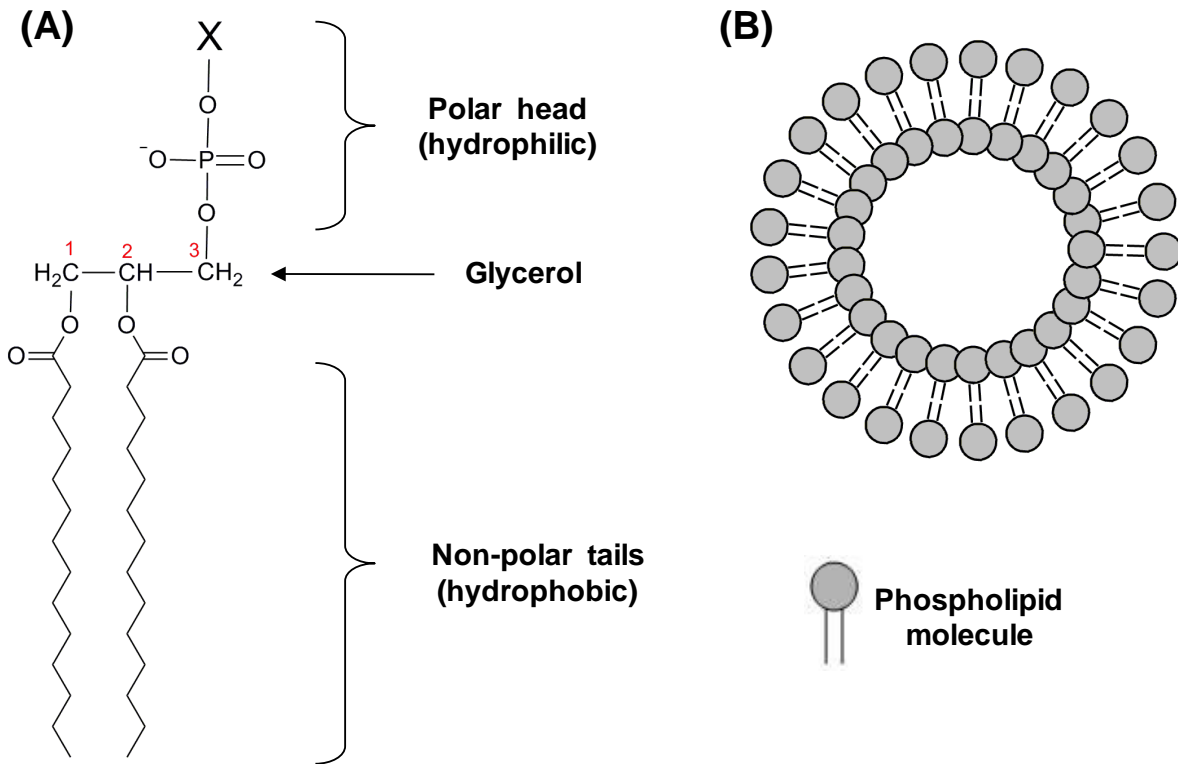 (A)
X
O
Polar head
(hydrophilic)
⁻O P O
O
1 2 3
H₂C CH CH₂
Glycerol
O O
O O
Non-polar tails
(hydrophobic)
(B)
Phospholipid
molecule